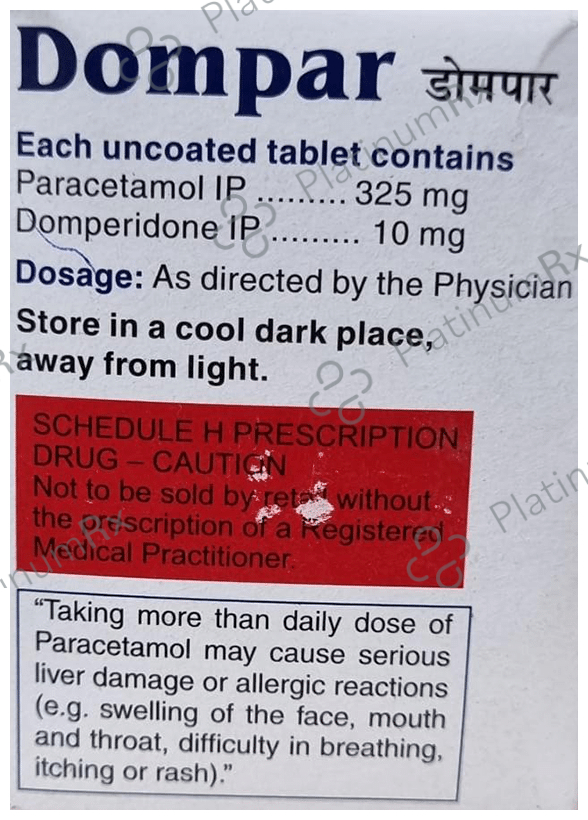 Dompar डोमपार
Each uncoated tablet contains
Paracetamol IP ......... 325 mg
Domperidone IP ......... 10 mg
Dosage: As directed by the Physician
Store in a cool dark place,
away from light.
SCHEDULE H PRESCRIPTION
DRUG – CAUTION
Not to be sold by retail without
the prescription of a Registered
Medical Practitioner.
“Taking more than daily dose of
Paracetamol may cause serious
liver damage or allergic reactions
(e.g. swelling of the face, mouth
and throat, difficulty in breathing,
itching or rash).”
PlatinumRx
PlatinumRx
PlatinumRx